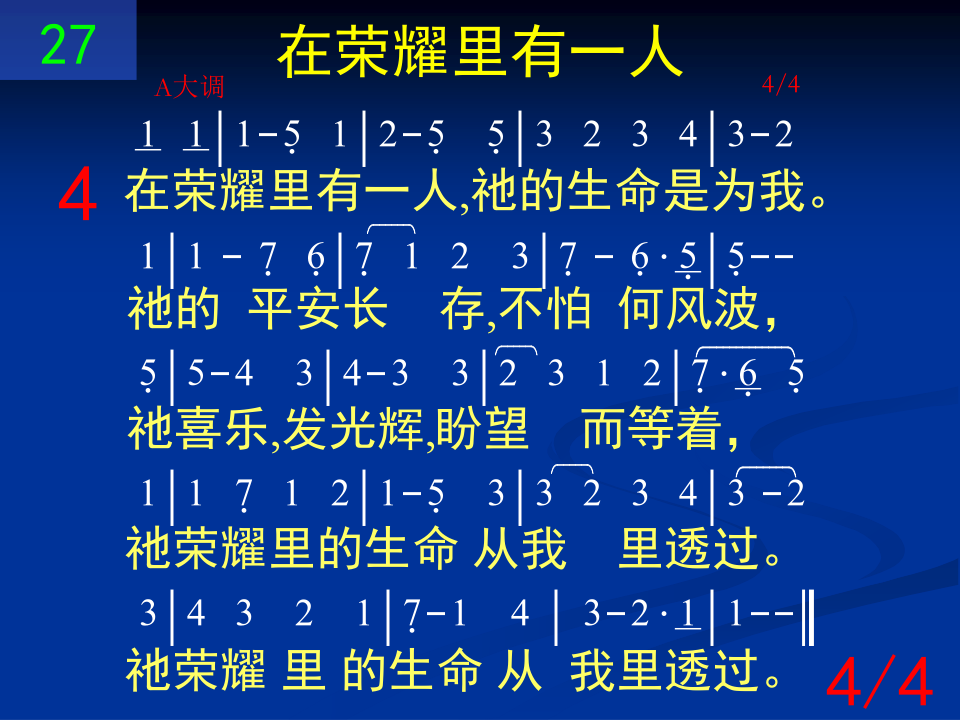 27
在荣耀里有一人
A大调 4/4
1 1|1-5̣ 1|2-5̣ 5̣|3 2 3 4|3-2
4
在荣耀里有一人,祂的生命是为我。
1|1 - 7̣ 6̣|7̣ 1 2 3|7̣ - 6̣·5̣|5̣--
祂的 平安长 存,不怕 何风波,
5̣|5-4 3|4-3 3|2 3 1 2|7̣·6̣ 5̣
祂喜乐,发光辉,盼望 而等着,
1|1 7̣ 1 2|1-5̣ 3|3 2 3 4|3 -2
祂荣耀里的生命 从我 里透过。
3|4 3 2 1|7̣-1 4 | 3-2·1|1--‖
祂荣耀 里 的生命 从 我里透过。
4/4